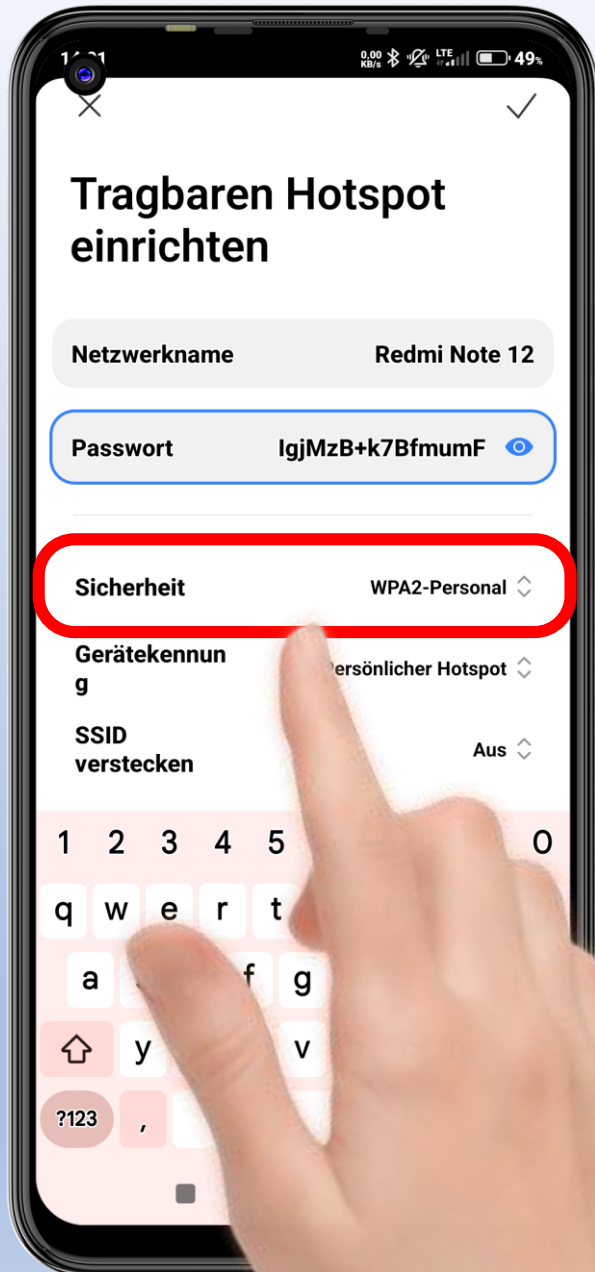 0,00 KB/s LTE 49%
Tragbaren Hotspot
einrichten
Netzwerkname Redmi Note 12
Passwort IgjMzB+k7BfmumF
Sicherheit WPA2-Personal
Gerätekennun
g
Hotspot
SSID
verstecken
Aus
1 2 3 4 5 0
q w e r t
a f g
y v
?123 ,